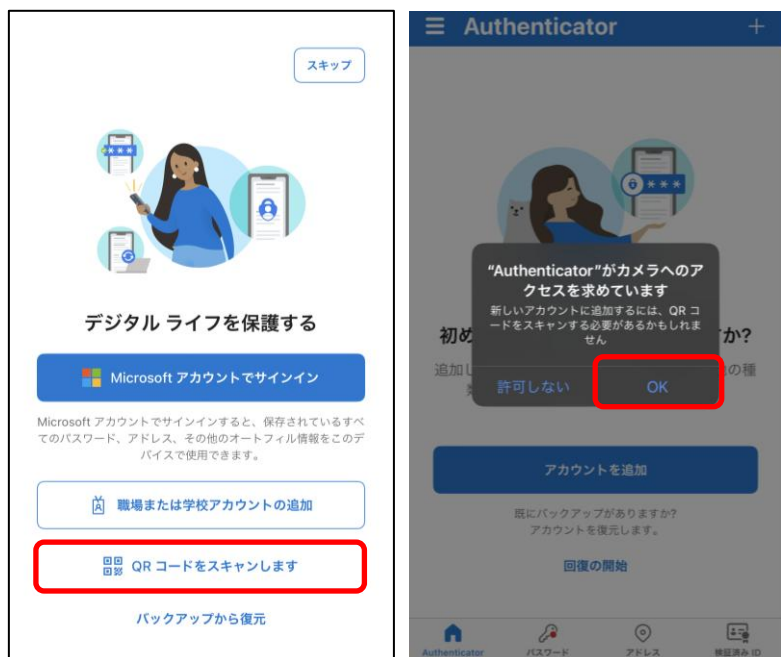 スキップ
デジタル ライフを保護する
Microsoft アカウントでサインイン
Microsoft アカウントでサインインすると、保存されているすべ
てのパスワード、アドレス、その他のオートフィル情報をこのデ
バイスで使用できます。
職場または学校アカウントの追加
QR コードをスキャンします
バックアップから復元
Authenticator
"Authenticator"がカメラへのア
クセスを求めています
新しいアカウントに追加するには、QR コ
ードをスキャンする必要があるかもしれま
せん
初め
か?
追加し
の種
許可しない
OK
アカウントを追加
既にバックアップがありますか?
アカウントを復元します。
回復の開始
Authenticator
パスワード
アドレス
検証済み ID